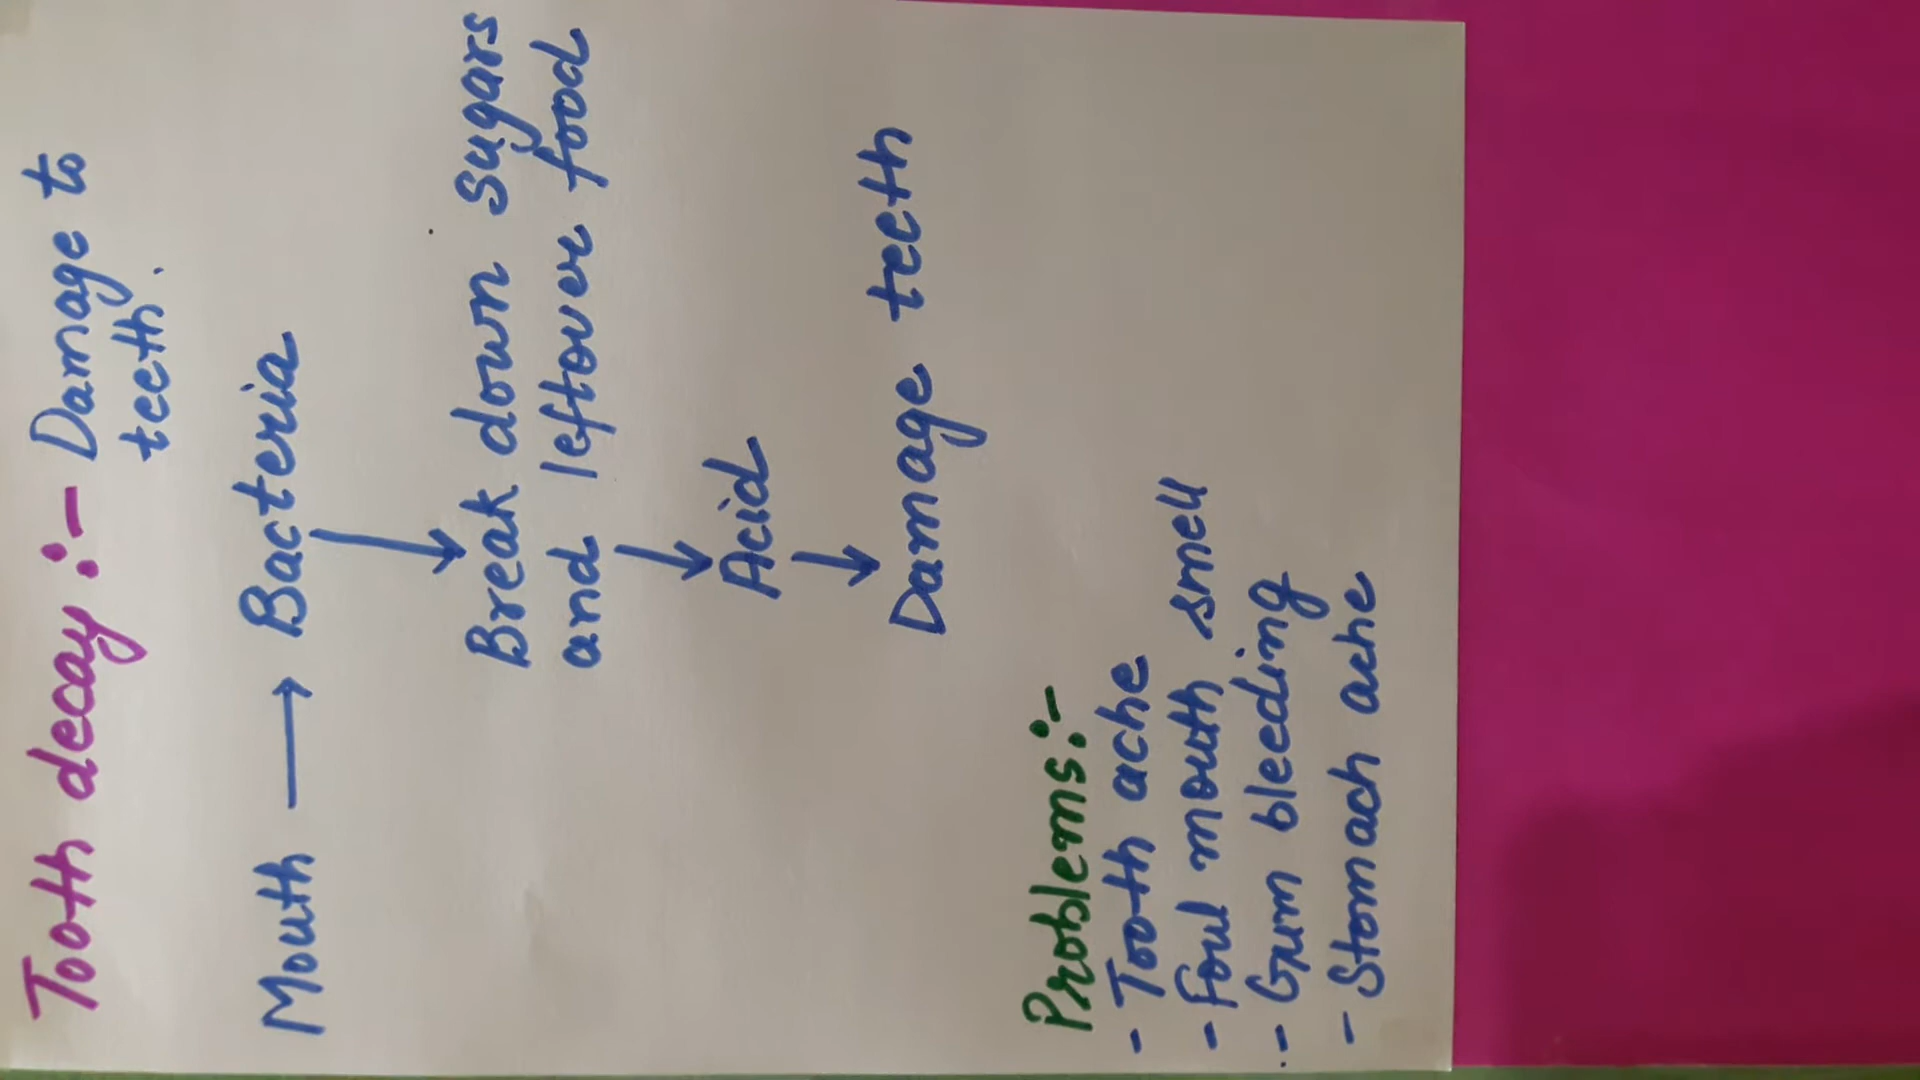 Tooth decay :- Damage to
teeth.
Mouth → Bacteria
↓
Break down sugars
and leftover food
↓
Acid
↓
Damage teeth
Problems :-
- Tooth ache
- Foul mouth smell
- Gum bleeding
- Stomach ache